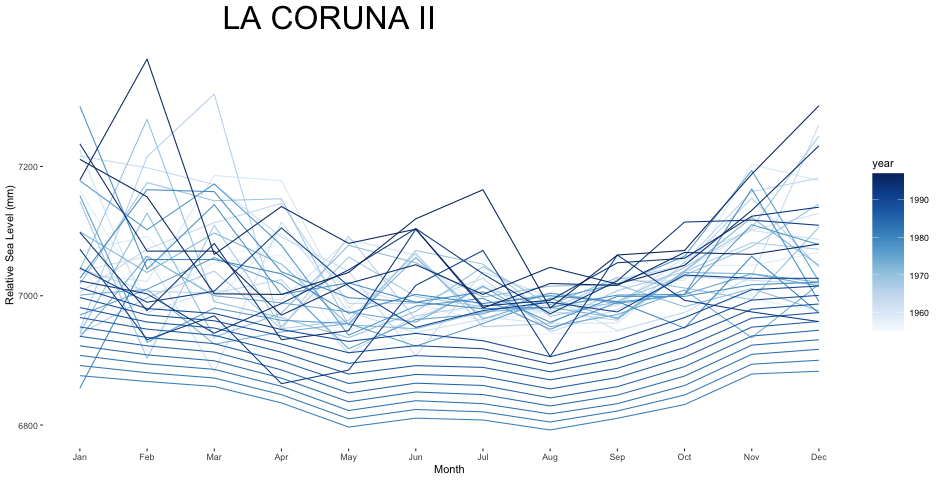 LA CORUNA II
Relative Sea Level (mm)
7200
7000
6800
Jan Feb Mar Apr May Jun Jul Aug Sep Oct Nov Dec
Month
year
1990
1980
1970
1960